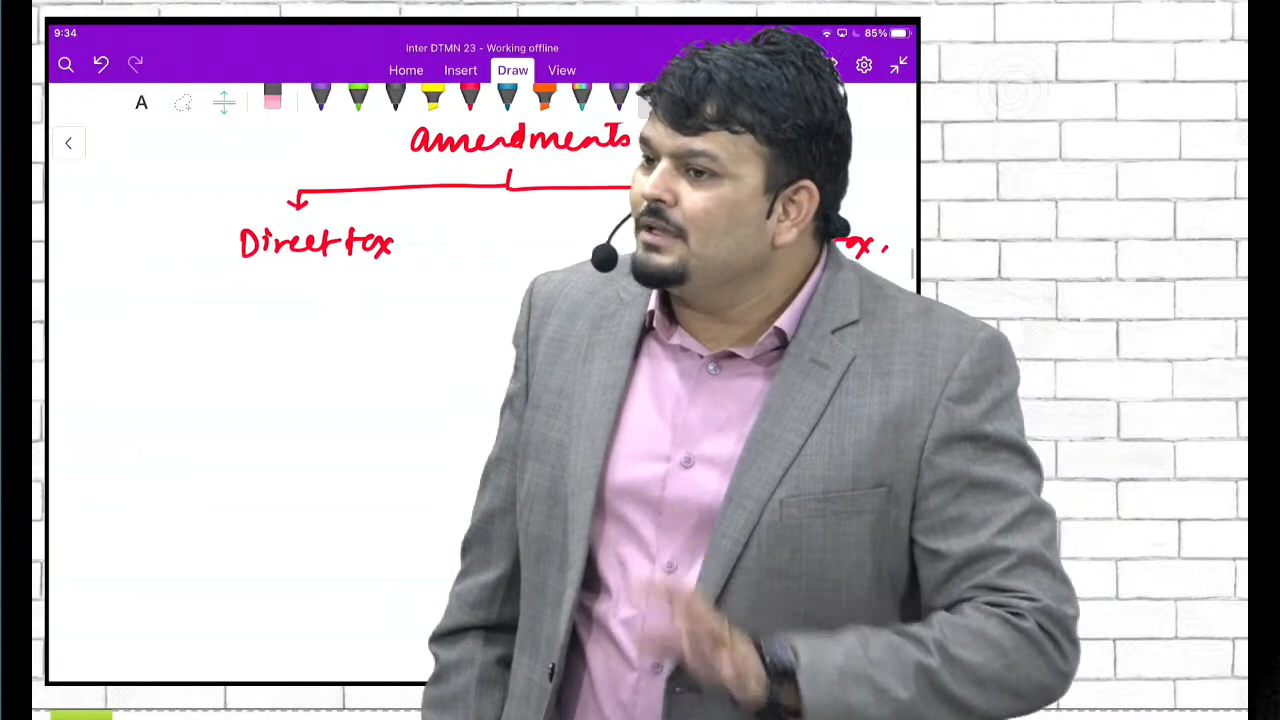 9:34
85%
Inter DTMN 23 - Working offline
Home Insert Draw View
A
amendments
Direct tax